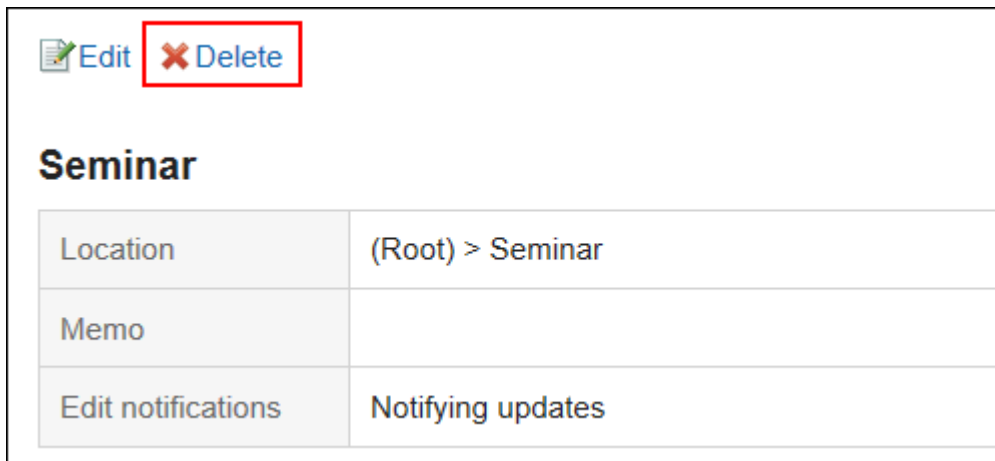 Edit Delete
Seminar
Location (Root) > Seminar
Memo
Edit notifications Notifying updates